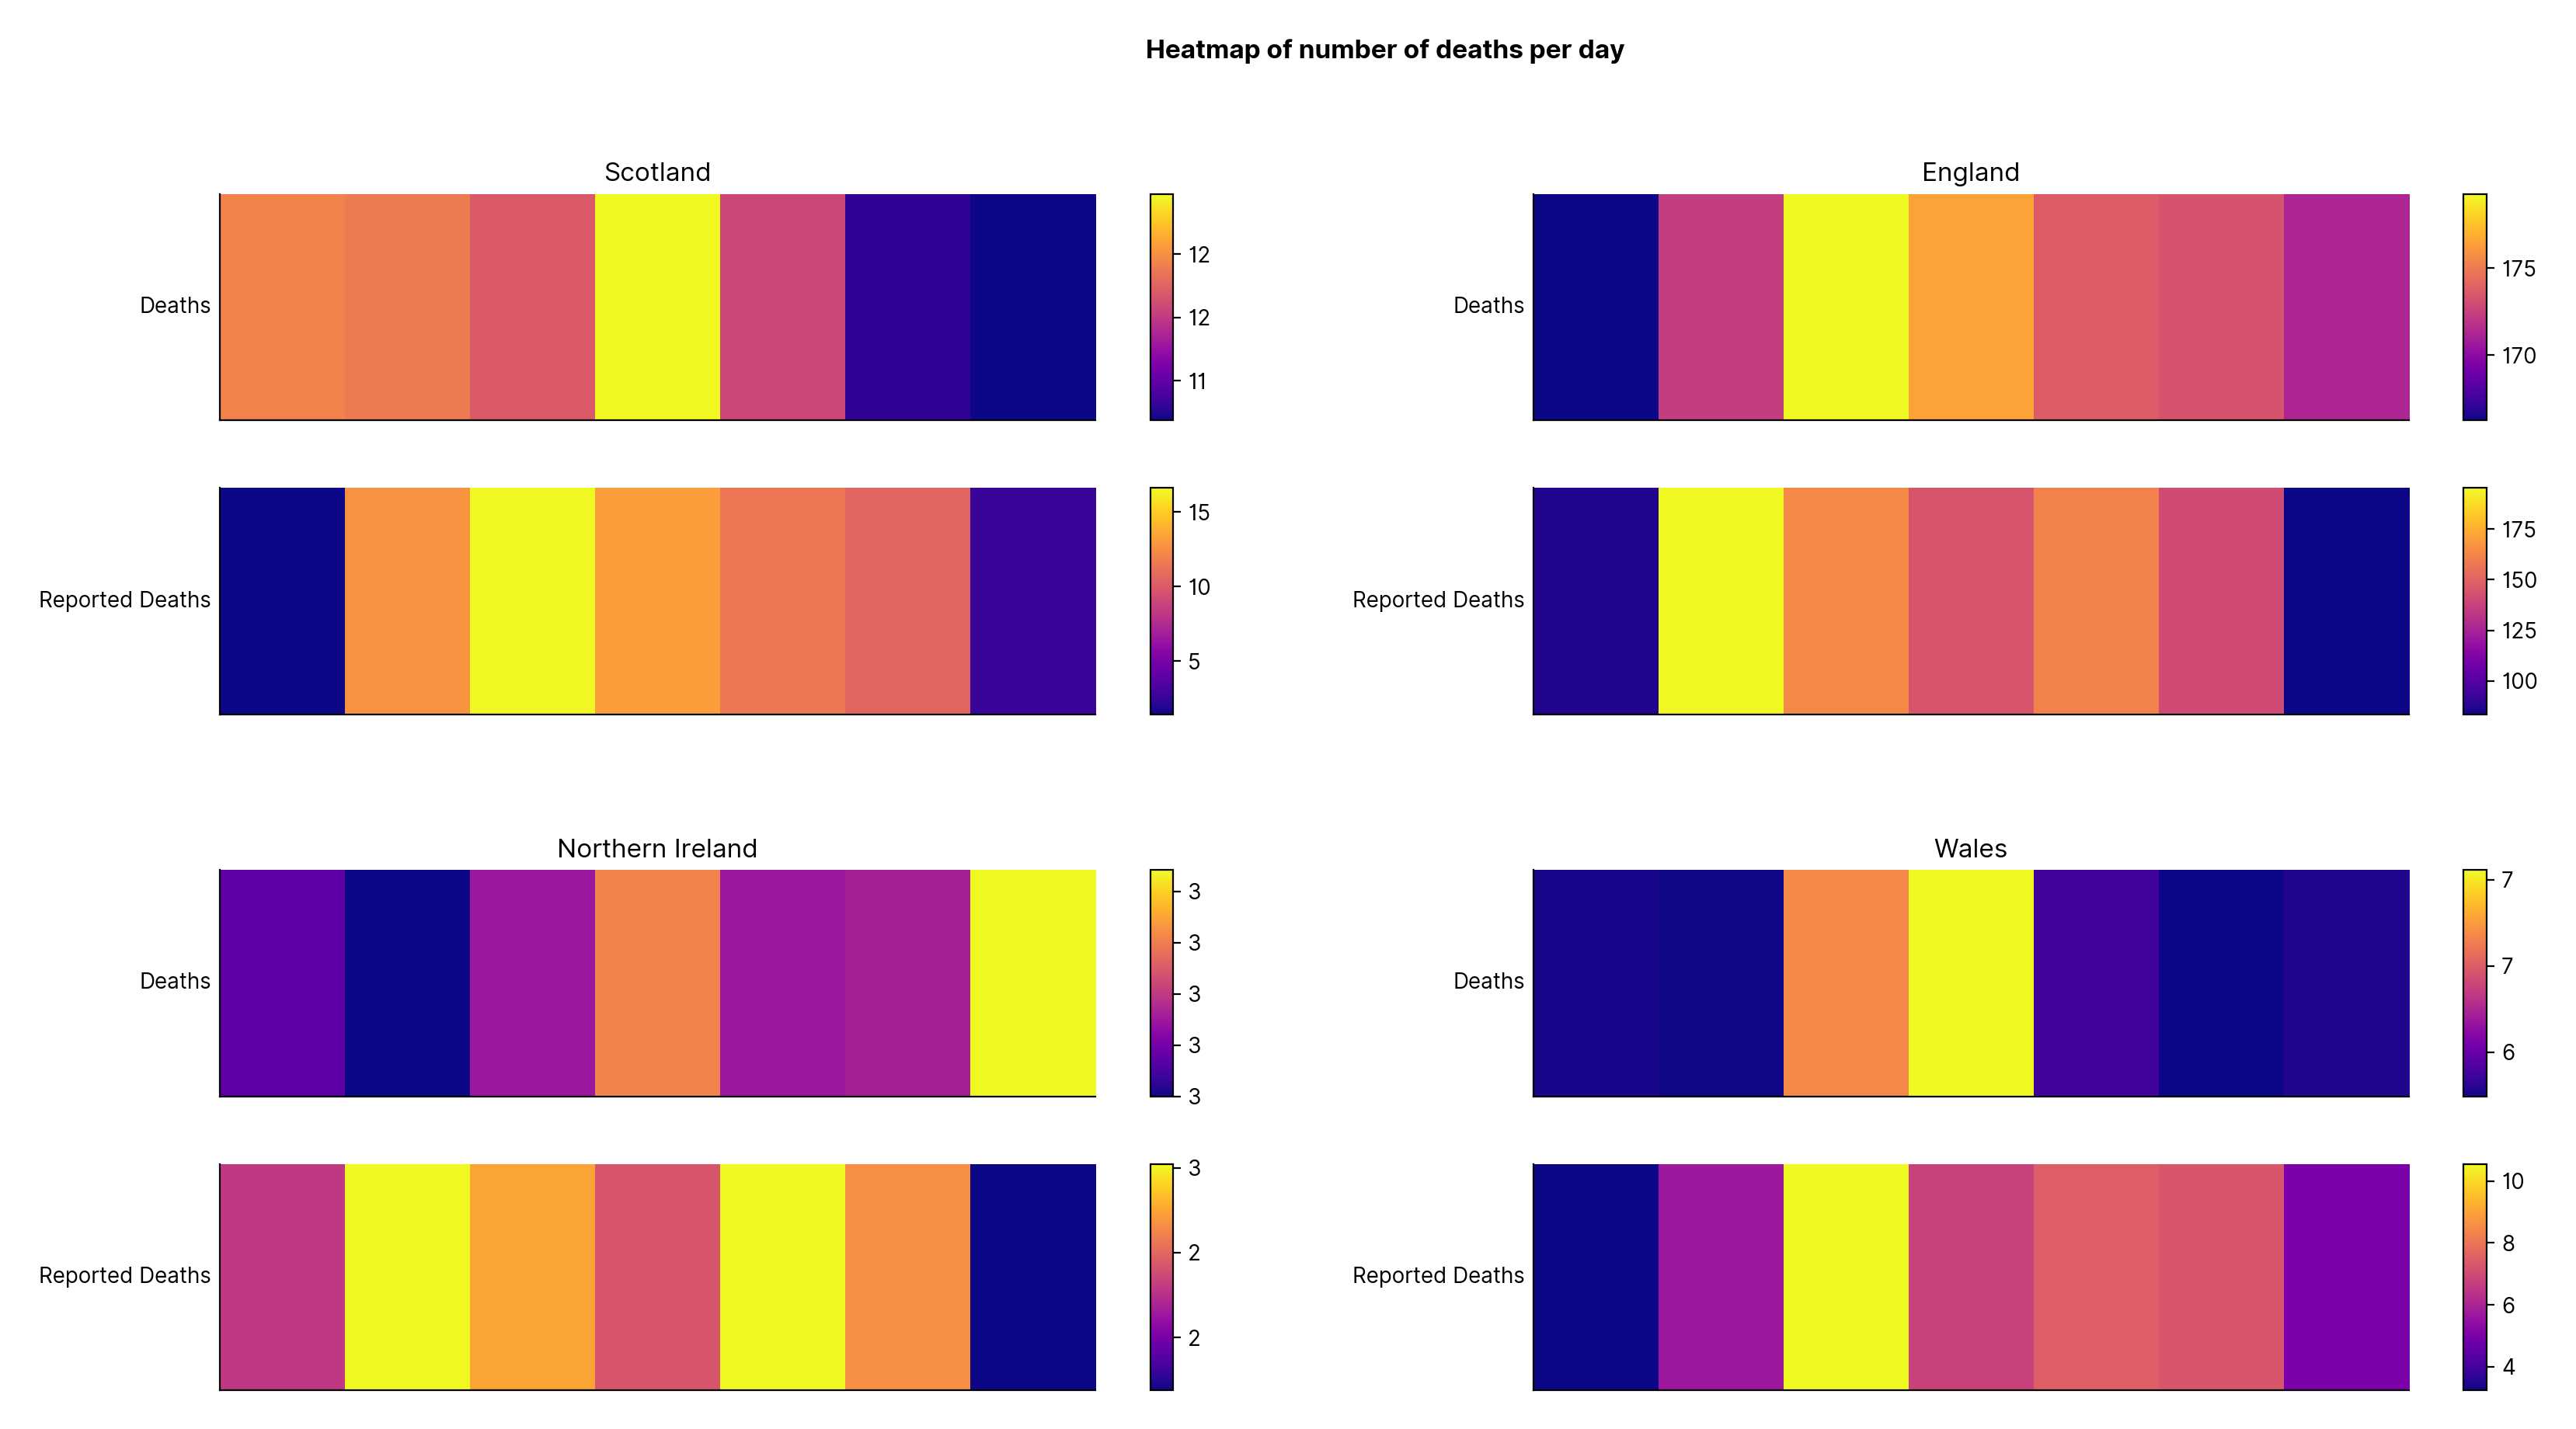 Heatmap of number of deaths per day
Scotland
Deaths
12
12
11
Reported Deaths
15
10
5
England
Deaths
175
170
Reported Deaths
175
150
125
100
Northern Ireland
Deaths
3
3
3
3
3
Reported Deaths
3
2
2
Wales
Deaths
7
7
6
Reported Deaths
10
8
6
4